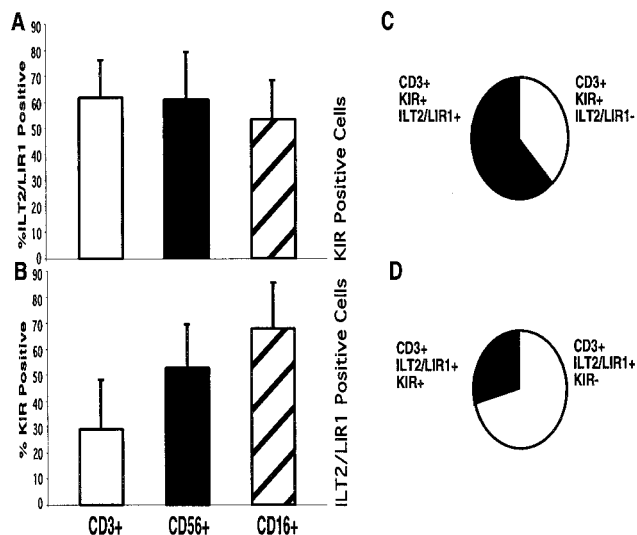 A
%ILT2/LIR1 Positive
90
80
70
60
50
40
30
20
10
0
KIR Positive Cells
B
% KIR Positive
90
80
70
60
50
40
30
20
10
0
ILT2/LIR1 Positive Cells
CD3+ CD56+ CD16+
C
CD3+
KIR+
ILT2/LIR1+
CD3+
KIR+
ILT2/LIR1-
D
CD3+
ILT2/LIR1+
KIR+
CD3+
ILT2/LIR1+
KIR-